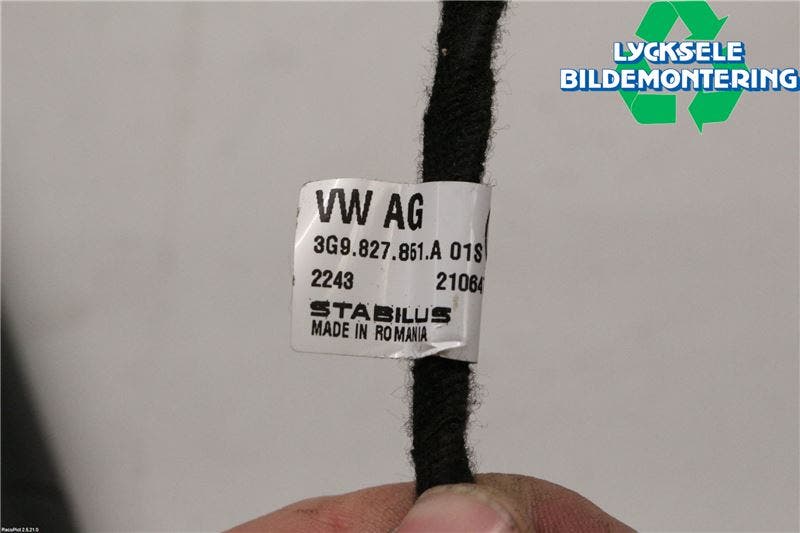 LYCKSELE
BILDEMONTERING
VW AG
3G9.827.851.A 01S
2243 21064
STABILUS
MADE IN ROMANIA